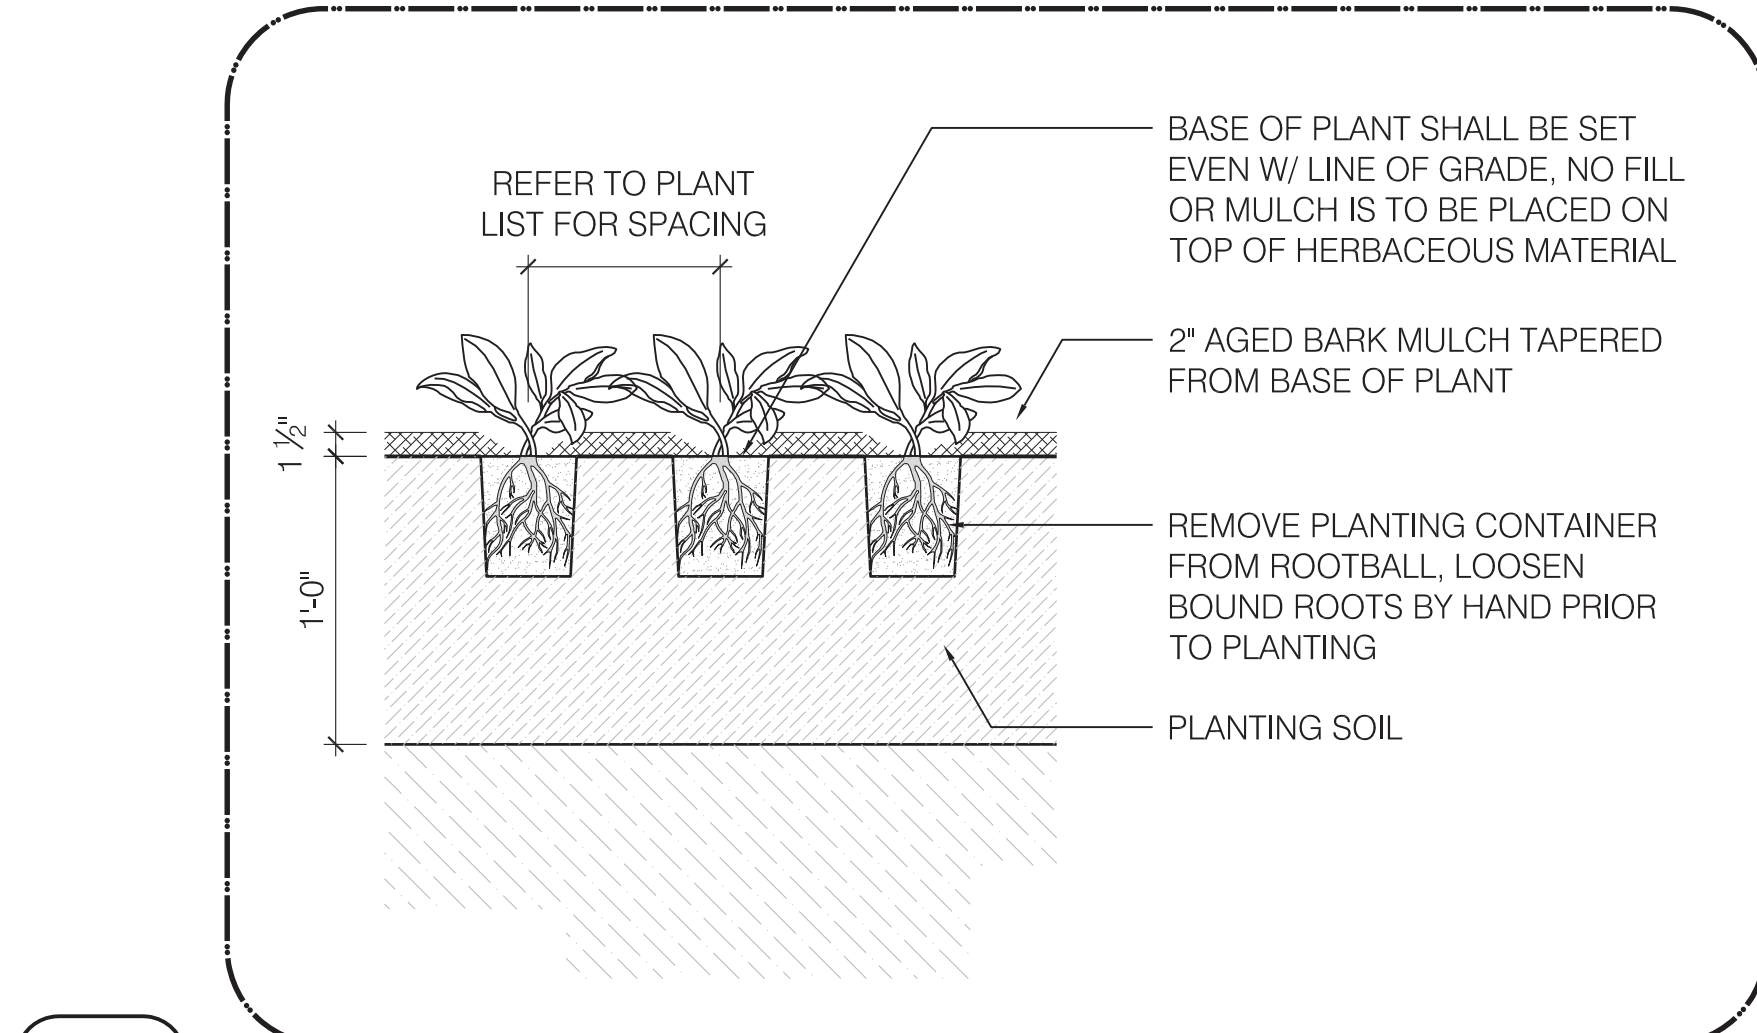 REFER TO PLANT
LIST FOR SPACING
BASE OF PLANT SHALL BE SET
EVEN W/ LINE OF GRADE, NO FILL
OR MULCH IS TO BE PLACED ON
TOP OF HERBACEOUS MATERIAL
2" AGED BARK MULCH TAPERED
FROM BASE OF PLANT
1 1/2"
1'-0"
REMOVE PLANTING CONTAINER
FROM ROOTBALL, LOOSEN
BOUND ROOTS BY HAND PRIOR
TO PLANTING
PLANTING SOIL